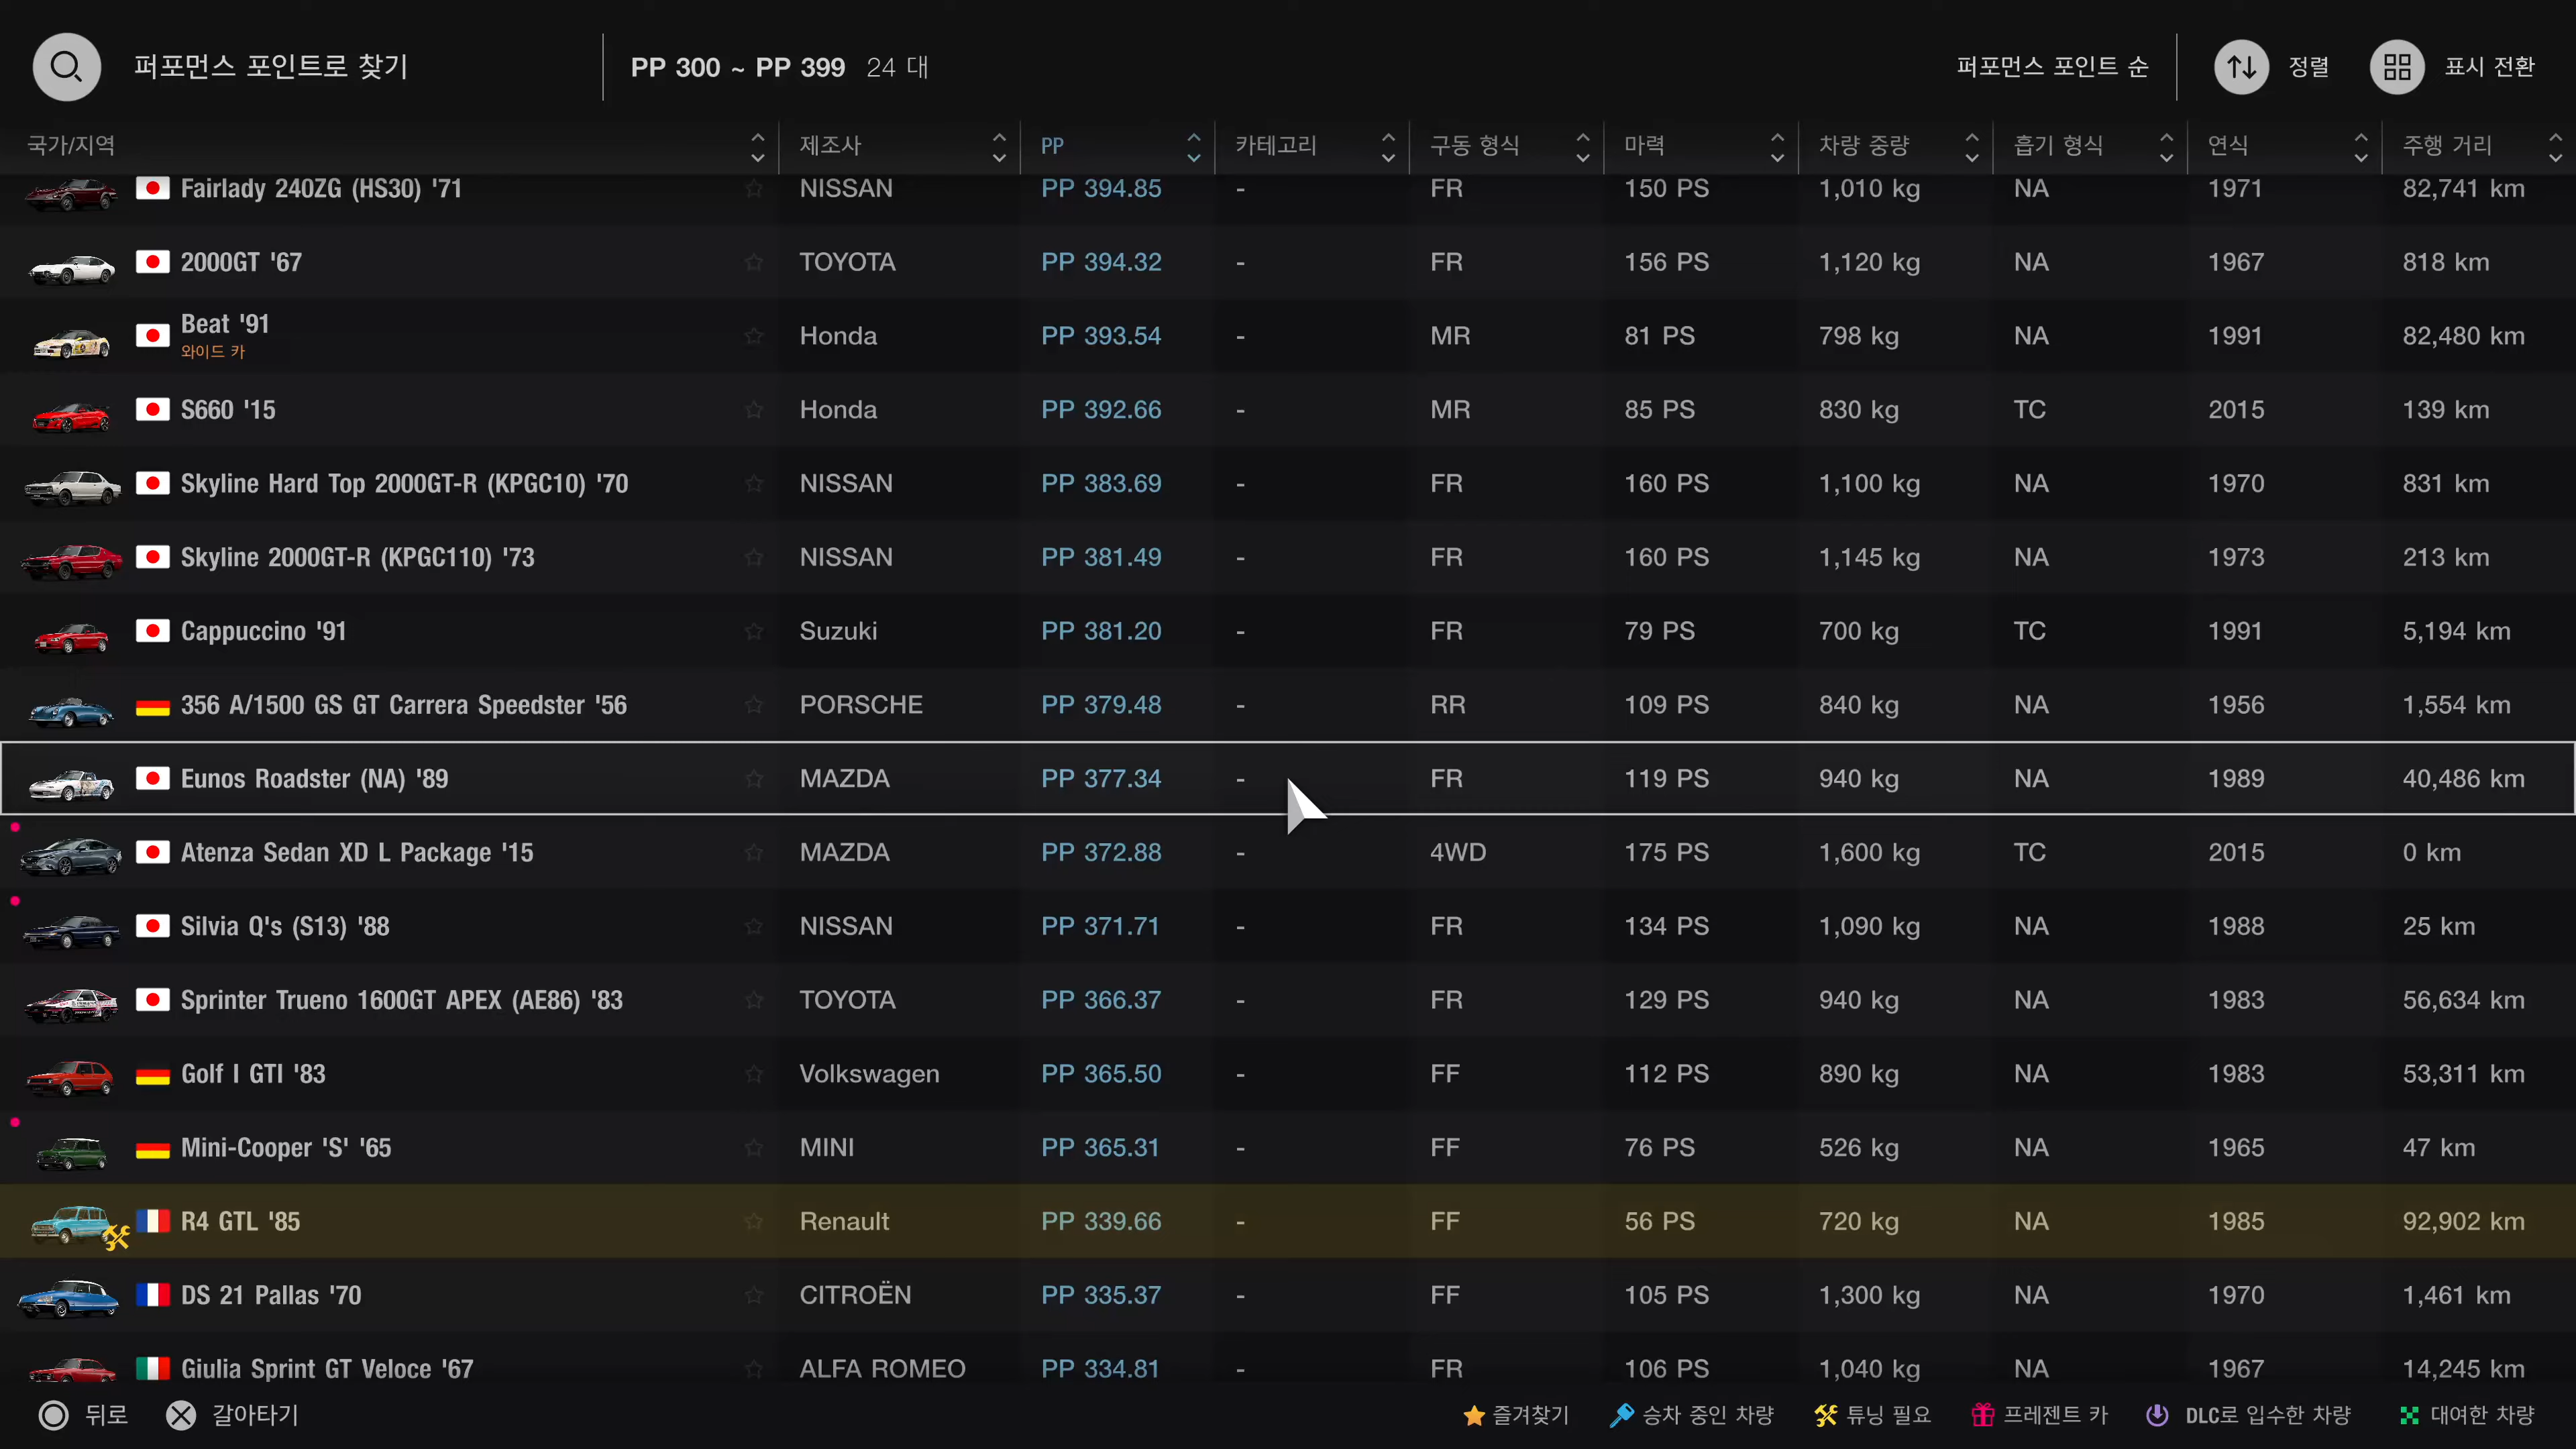 퍼포먼스 포인트로 찾기 PP 300 ~ PP 399 24 대 퍼포먼스 포인트 순 정렬 표시 전환
국가/지역 제조사 PP 카테고리 구동 형식 마력 차량 중량 흡기 형식 연식 주행 거리
Fairlady 240ZG (HS30) '71 NISSAN PP 394.85 - FR 150 PS 1,010 kg NA 1971 82,741 km
2000GT '67 TOYOTA PP 394.32 - FR 156 PS 1,120 kg NA 1967 818 km
Beat '91 Honda PP 393.54 - MR 81 PS 798 kg NA 1991 82,480 km
와이드 카
S660 '15 Honda PP 392.66 - MR 85 PS 830 kg TC 2015 139 km
Skyline Hard Top 2000GT-R (KPGC10) '70 NISSAN PP 383.69 - FR 160 PS 1,100 kg NA 1970 831 km
Skyline 2000GT-R (KPGC110) '73 NISSAN PP 381.49 - FR 160 PS 1,145 kg NA 1973 213 km
Cappuccino '91 Suzuki PP 381.20 - FR 79 PS 700 kg TC 1991 5,194 km
356 A/1500 GS GT Carrera Speedster '56 PORSCHE PP 379.48 - RR 109 PS 840 kg NA 1956 1,554 km
Eunos Roadster (NA) '89 MAZDA PP 377.34 - FR 119 PS 940 kg NA 1989 40,486 km
Atenza Sedan XD L Package '15 MAZDA PP 372.88 - 4WD 175 PS 1,600 kg TC 2015 0 km
Silvia Q's (S13) '88 NISSAN PP 371.71 - FR 134 PS 1,090 kg NA 1988 25 km
Sprinter Trueno 1600GT APEX (AE86) '83 TOYOTA PP 366.37 - FR 129 PS 940 kg NA 1983 56,634 km
Golf I GTI '83 Volkswagen PP 365.50 - FF 112 PS 890 kg NA 1983 53,311 km
Mini-Cooper 'S' '65 MINI PP 365.31 - FF 76 PS 526 kg NA 1965 47 km
R4 GTL '85 Renault PP 339.66 - FF 56 PS 720 kg NA 1985 92,902 km
DS 21 Pallas '70 CITROËN PP 335.37 - FF 105 PS 1,300 kg NA 1970 1,461 km
Giulia Sprint GT Veloce '67 ALFA ROMEO PP 334.81 - FR 106 PS 1,040 kg NA 1967 14,245 km
뒤로 갈아타기 즐겨찾기 승차 중인 차량 튜닝 필요 프레젠트 카 DLC로 입수한 차량 대여한 차량